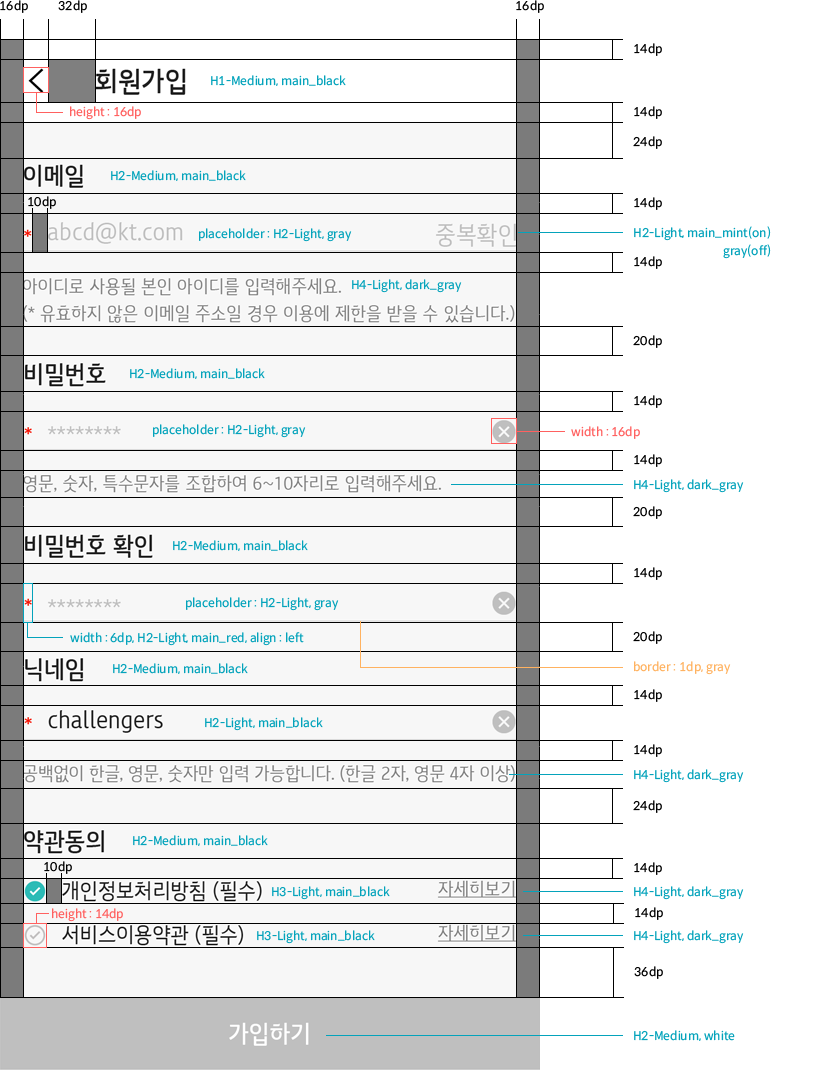 16dp 32dp 16dp
14dp
회원가입 H1-Medium, main_black
height : 16dp 14dp
24dp
이메일 H2-Medium, main_black
10dp 14dp
* abcd@kt.com placeholder : H2-Light, gray 중복확인 H2-Light, main_mint(on)
gray(off)
14dp
아이디로 사용될 본인 아이디를 입력해주세요. H4-Light, dark_gray
(* 유효하지 않은 이메일 주소일 경우 이용에 제한을 받을 수 있습니다.)
20dp
비밀번호 H2-Medium, main_black
14dp
* ******** placeholder : H2-Light, gray width : 16dp
14dp
영문, 숫자, 특수문자를 조합하여 6~10자리로 입력해주세요. H4-Light, dark_gray
20dp
비밀번호 확인 H2-Medium, main_black
14dp
* ******** placeholder : H2-Light, gray
width : 6dp, H2-Light, main_red, align : left 20dp
닉네임 H2-Medium, main_black border : 1dp, gray
14dp
* challengers H2-Light, main_black
14dp
공백없이 한글, 영문, 숫자만 입력 가능합니다. (한글 2자, 영문 4자 이상) H4-Light, dark_gray
24dp
약관동의 H2-Medium, main_black
10dp 14dp
개인정보처리방침 (필수) H3-Light, main_black 자세히보기 H4-Light, dark_gray
height : 14dp 14dp
서비스이용약관 (필수) H3-Light, main_black 자세히보기 H4-Light, dark_gray
36dp
가입하기 H2-Medium, white